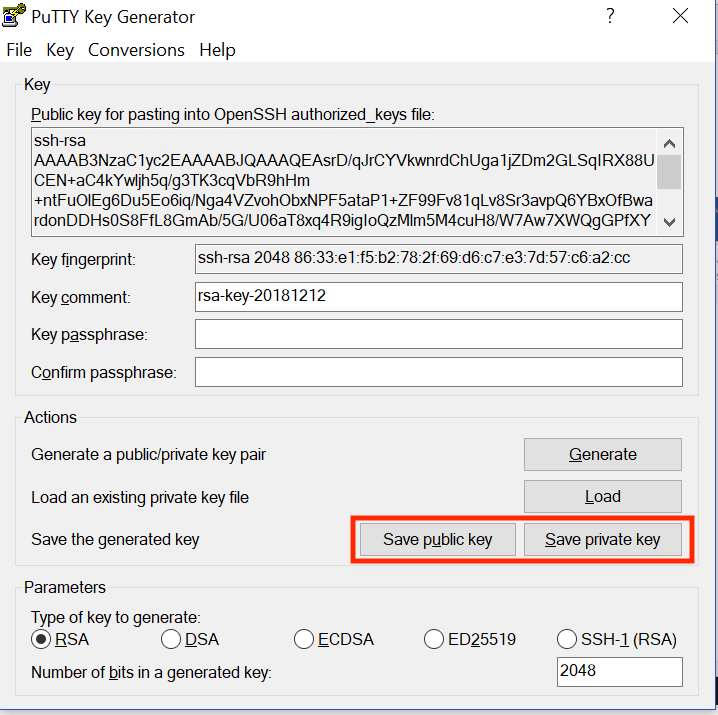 PuTTY Key Generator
File Key Conversions Help
Key
Public key for pasting into OpenSSH authorized_keys file:
ssh-rsa
AAAAB3NzaC1yc2EAAAABJQAAAQEAsrD/qJrCYVkwnrdChUga1jZDm2GLSqIRX88U
CEN+aC4kYwljh5q/g3TK3cqVbR9hHm
+ntFuOlEg6Du5Eo6iq/Nga4VZvohObxNPF5ataP1+ZF99Fv81qLv8Sr3avpQ6YBxOfBwa
rdonDDHs0S8FfL8GmAb/5G/U06aT8xq4R9igIoQzMlm5M4cuH8/W7Aw7XWQgGPfXY
Key fingerprint: ssh-rsa 2048 86:33:e1:f5:b2:78:2f:69:d6:c7:e3:7d:57:c6:a2:cc
Key comment: rsa-key-20181212
Key passphrase:
Confirm passphrase:
Actions
Generate a public/private key pair Generate
Load an existing private key file Load
Save the generated key Save public key Save private key
Parameters
Type of key to generate:
RSA DSA ECDSA ED25519 SSH-1 (RSA)
Number of bits in a generated key: 2048